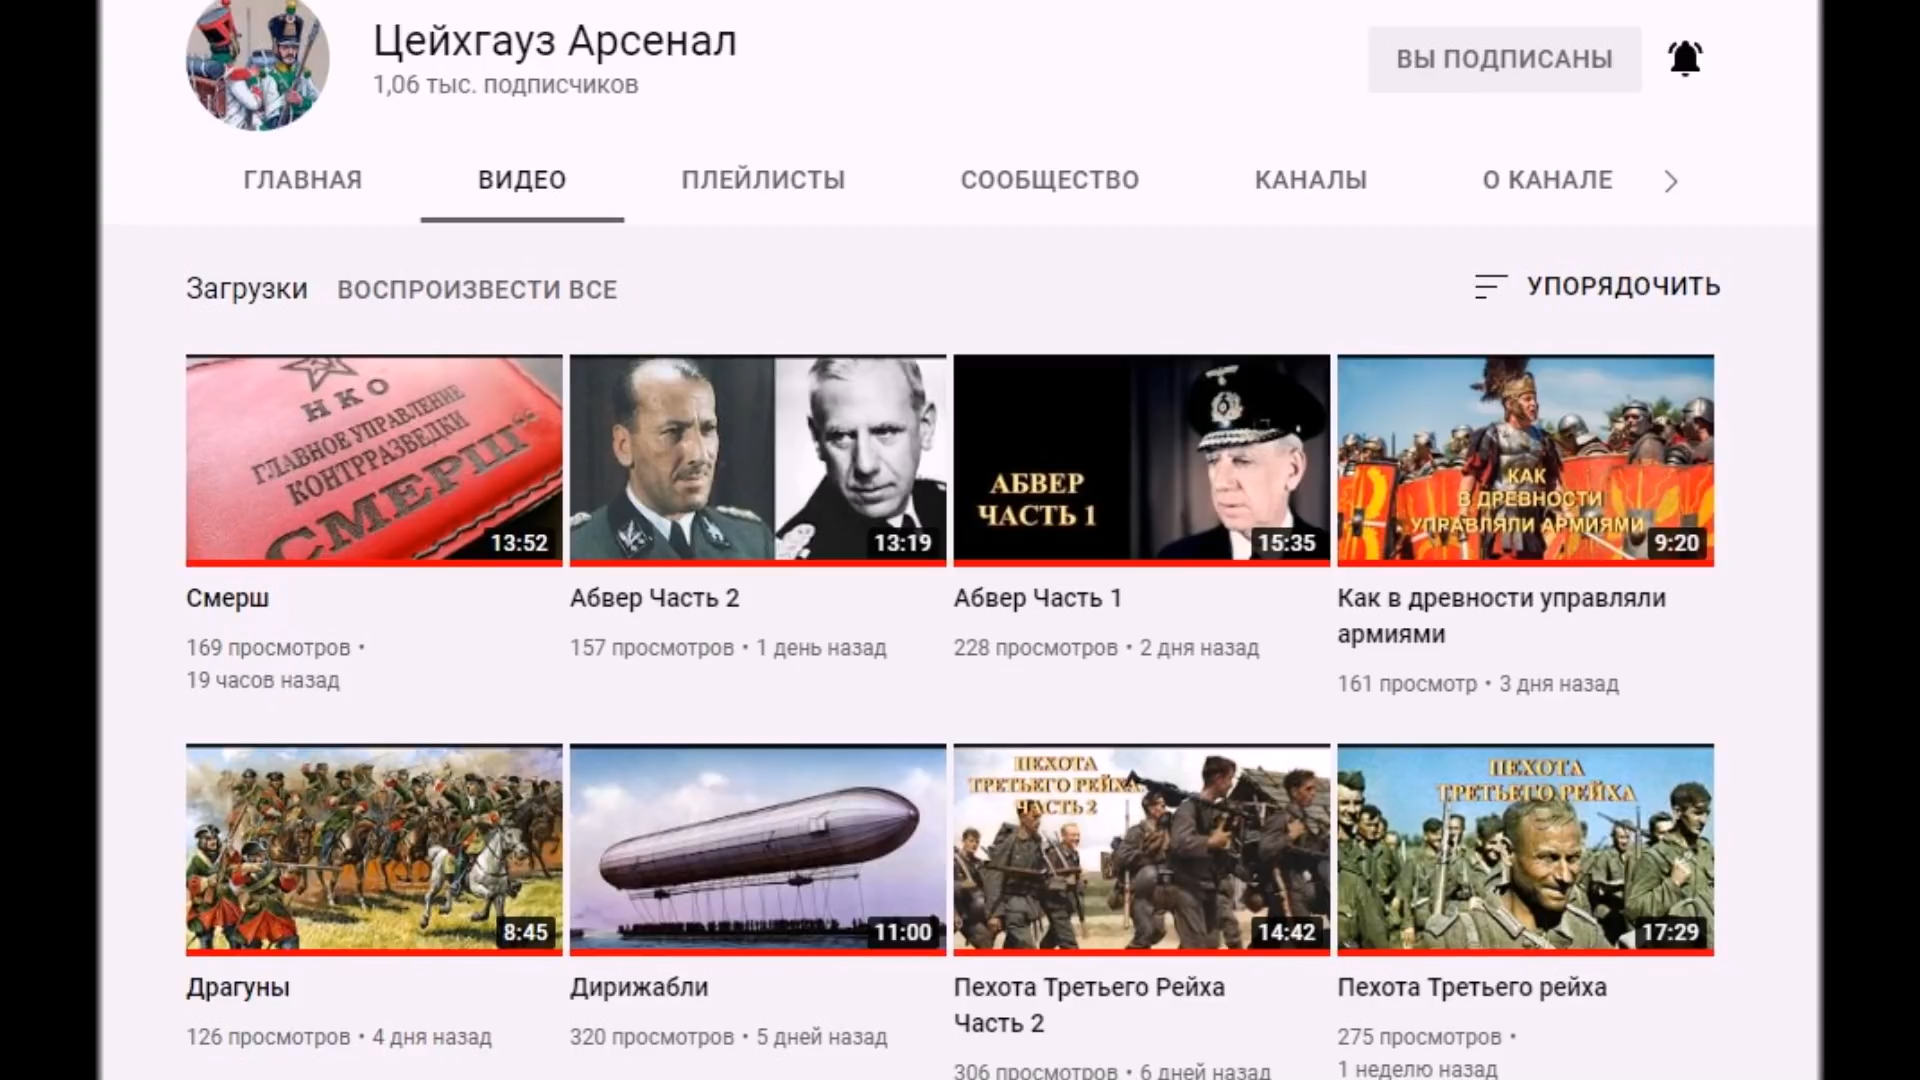 Цейхгауз Арсенал
1,06 тыс. подписчиков
ВЫ ПОДПИСАНЫ
ГЛАВНАЯ ВИДЕО ПЛЕЙЛИСТЫ СООБЩЕСТВО КАНАЛЫ О КАНАЛЕ
Загрузки ВОСПРОИЗВЕСТИ ВСЕ
УПОРЯДОЧИТЬ
НКО
ГЛАВНОЕ УПРАВЛЕНИЕ
КОНТРРАЗВЕДКИ
СМЕРШ“
13:52
13:19
АБВЕР
ЧАСТЬ 1
15:35
КАК
В ДРЕВНОСТИ
УПРАВЛЯЛИ АРМИЯМИ
9:20
Смерш
169 просмотров •
19 часов назад
Абвер Часть 2
157 просмотров • 1 день назад
Абвер Часть 1
228 просмотров • 2 дня назад
Как в древности управляли
армиями
161 просмотр • 3 дня назад
8:45
11:00
ПЕХОТА
ТРЕТЬЕГО РЕЙХА
ЧАСТЬ 2
14:42
ПЕХОТА
ТРЕТЬЕГО РЕЙХА
17:29
Драгуны
126 просмотров • 4 дня назад
Дирижабли
320 просмотров • 5 дней назад
Пехота Третьего Рейха
Часть 2
306 просмотров • 6 дней назад
Пехота Третьего рейха
275 просмотров •
1 неделю назад